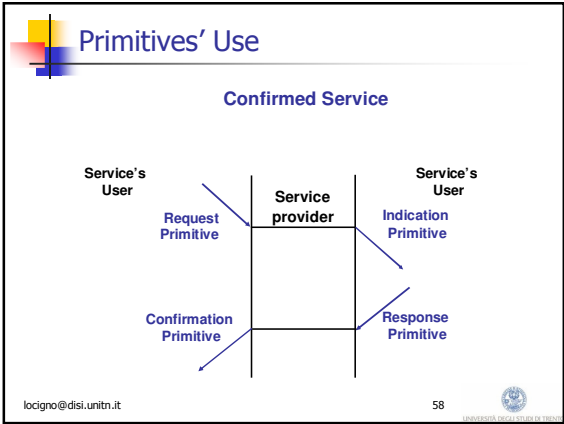 Primitives' Use
Confirmed Service
Service's
User
Service
provider
Service's
User
Request
Primitive
Indication
Primitive
Confirmation
Primitive
Response
Primitive
locigno@disi.unitn.it
58
UNIVERSITÀ DEGLI STUDI DI TRENTO